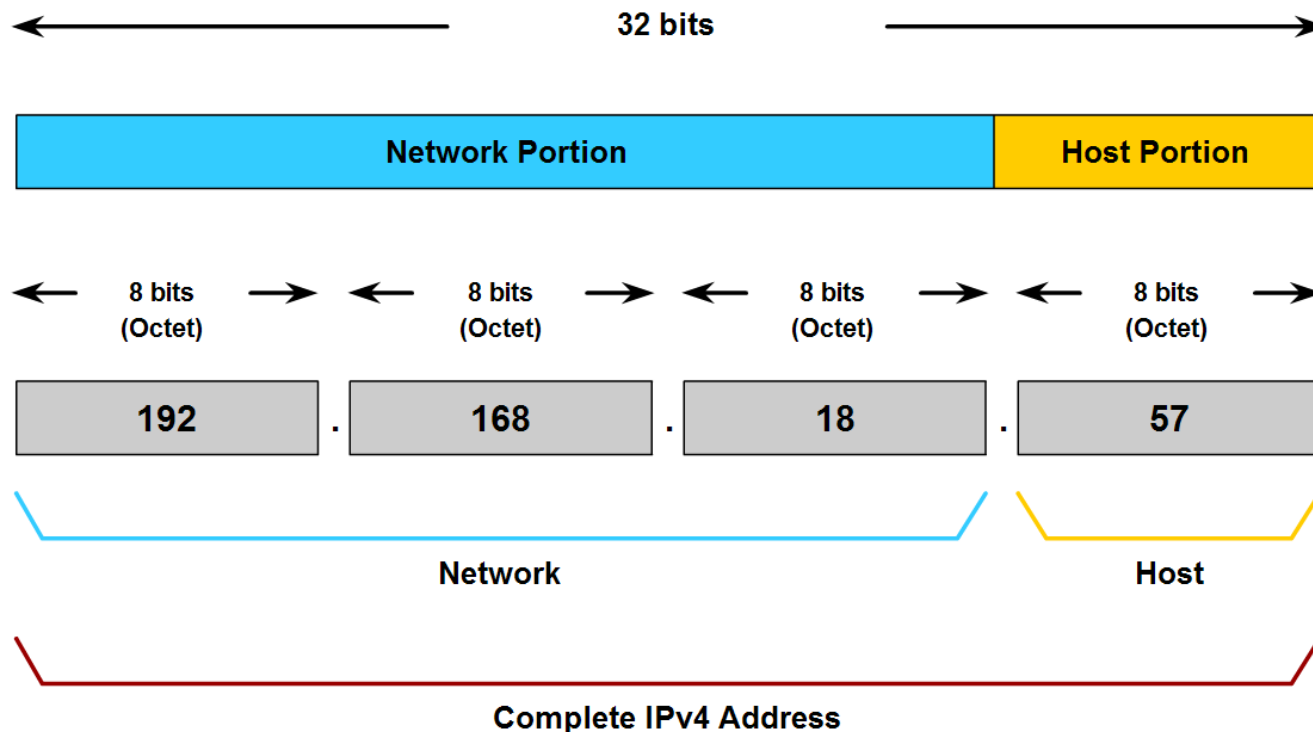 32 bits
Network Portion Host Portion
8 bits 8 bits 8 bits 8 bits
(Octet) (Octet) (Octet) (Octet)
192 . 168 . 18 . 57
Network Host
Complete IPv4 Address